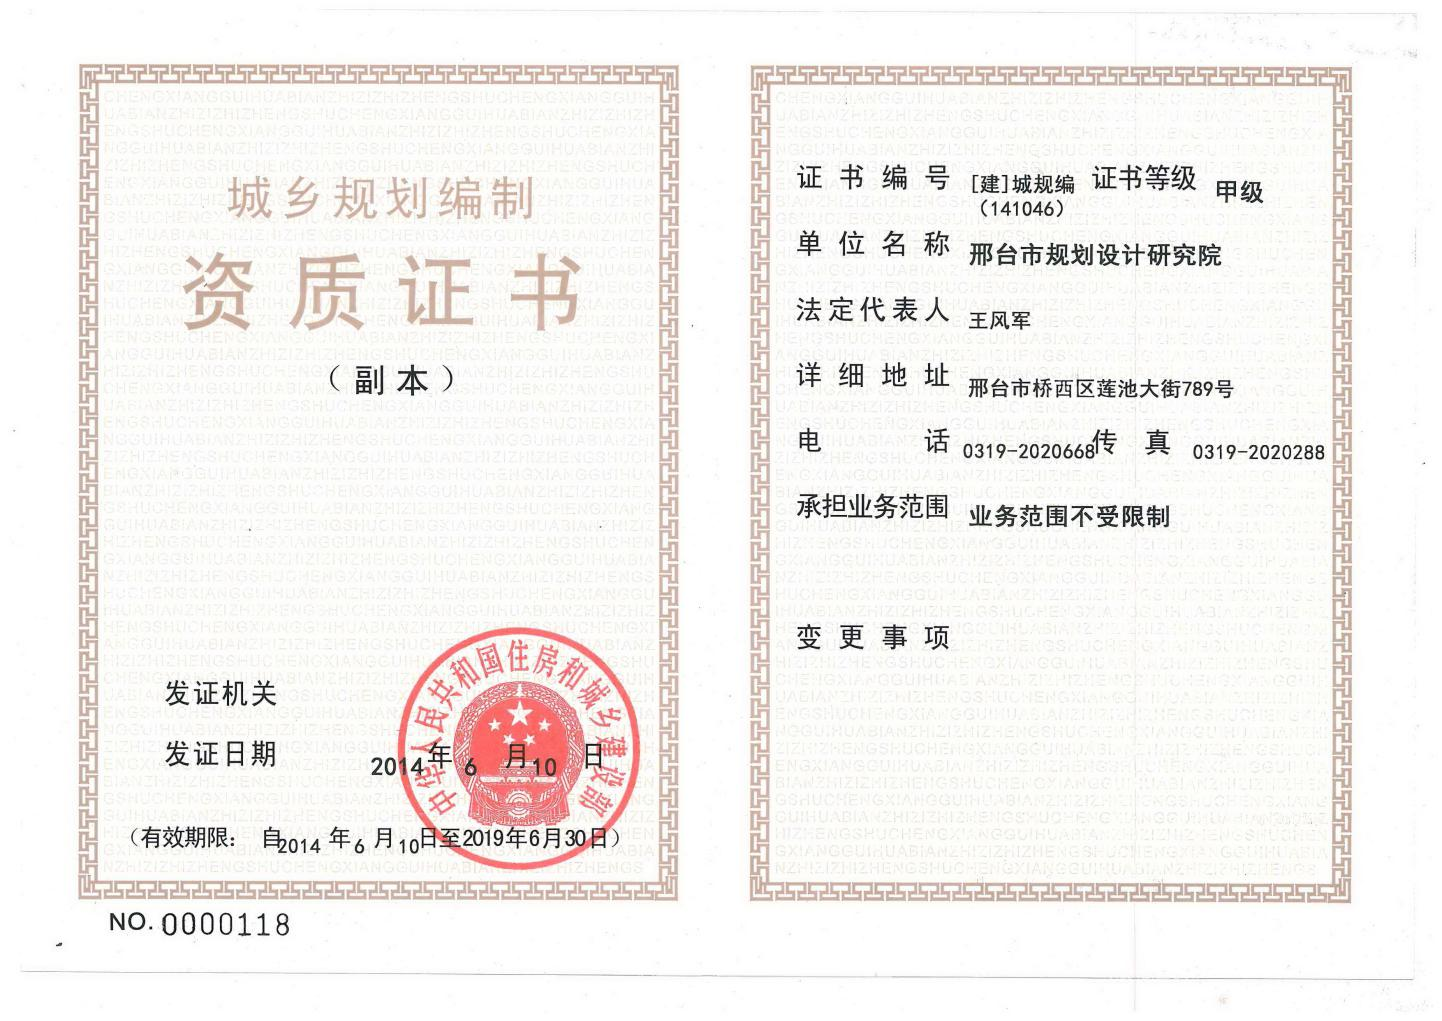 城乡规划编制
资质证书
（副本）
发证机关
发证日期 2014年6月10日
（有效期限： 自2014年6月10日至2019年6月30日）
中华人民共和国住房和城乡建设部
NO.0000118
证书编号 [建]城规编 证书等级 甲级
（141046）
单位名称 邢台市规划设计研究院
法定代表人 王风军
详细地址 邢台市桥西区莲池大街789号
电话 0319-2020668传真 0319-2020288
承担业务范围 业务范围不受限制
变更事项